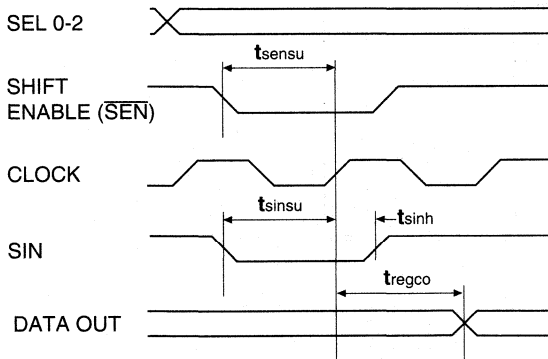 SEL 0-2
tsensu
SHIFT
ENABLE (SEN)
CLOCK
tsinsu
tsinh
SIN
tregco
DATA OUT